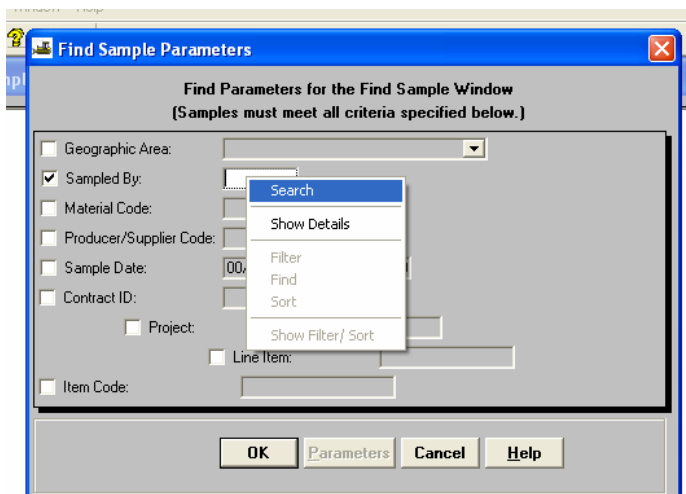 Find Sample Parameters
Find Parameters for the Find Sample Window
(Samples must meet all criteria specified below.)
Geographic Area:
Sampled By:
Search
Material Code:
Show Details
Producer/Supplier Code:
Filter
Sample Date: 00/
Find
Contract ID:
Sort
Project:
Show Filter/ Sort
Line Item:
Item Code:
OK Parameters Cancel Help